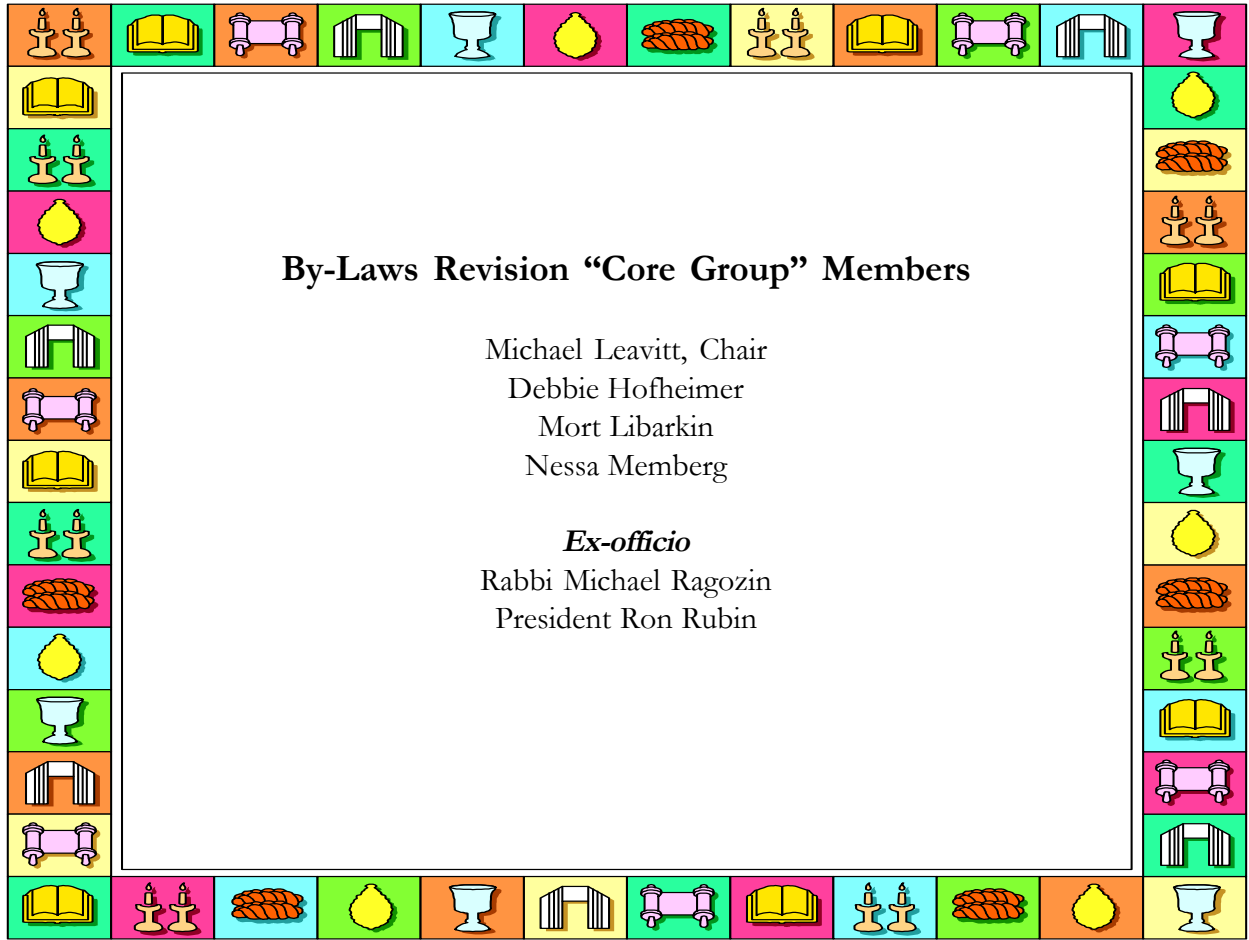 By-Laws Revision “Core Group” Members
Michael Leavitt, Chair
Debbie Hofheimer
Mort Libarkin
Nessa Memberg
Ex-officio
Rabbi Michael Ragozin
President Ron Rubin